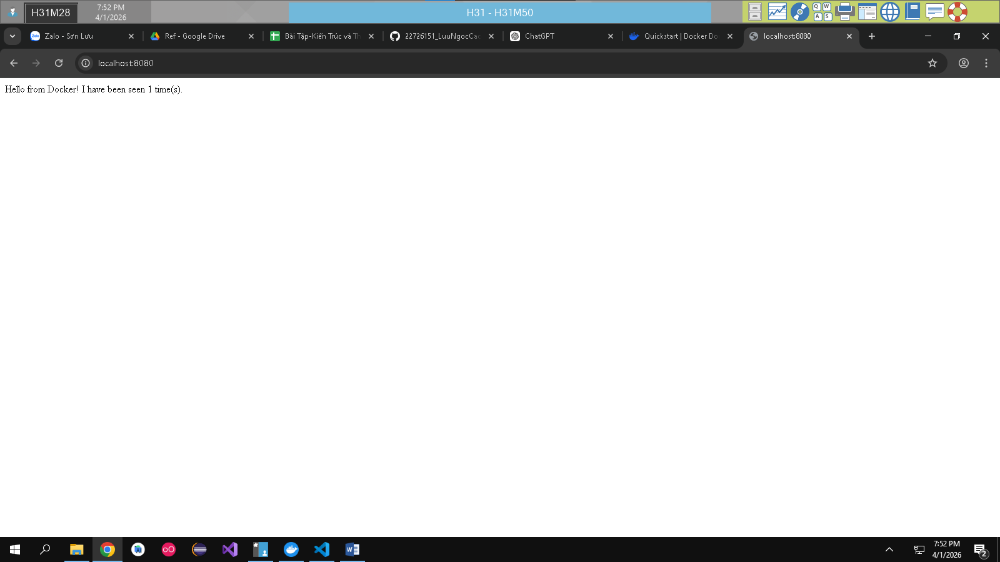 H31M28
7:52 PM
4/1/2026
H31 - H31M50
Q W
A S
Zalo - Sơn Lưu
Ref - Google Drive
Bài Tập-Kiến Trúc và Th
22726151_LuuNgocCao
ChatGPT
Quickstart | Docker Do
localhost:8080
localhost:8080
Hello from Docker! I have been seen 1 time(s).
7:52 PM
4/1/2026
2